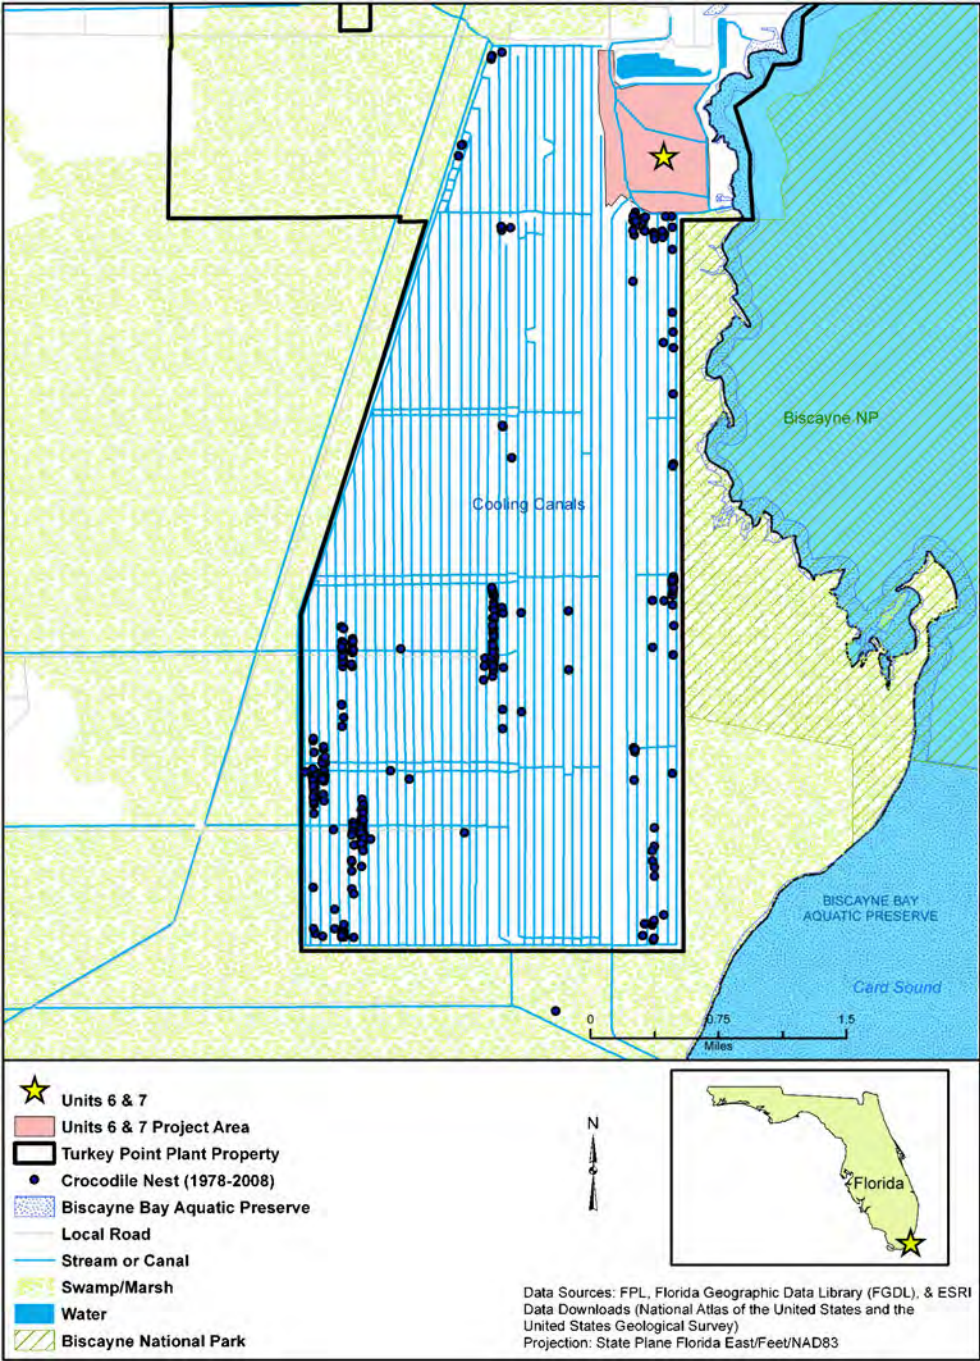 Biscayne NP
Cooling Canals
BISCAYNE BAY
AQUATIC PRESERVE
Card Sound
0 0.75 1.5
Miles
Units 6 & 7
Units 6 & 7 Project Area
Turkey Point Plant Property
Crocodile Nest (1978-2008)
Biscayne Bay Aquatic Preserve
Local Road
Stream or Canal
Swamp/Marsh
Water
Biscayne National Park
N
Florida
Data Sources: FPL, Florida Geographic Data Library (FGDL), & ESRI
Data Downloads (National Atlas of the United States and the
United States Geological Survey)
Projection: State Plane Florida East/Feet/NAD83